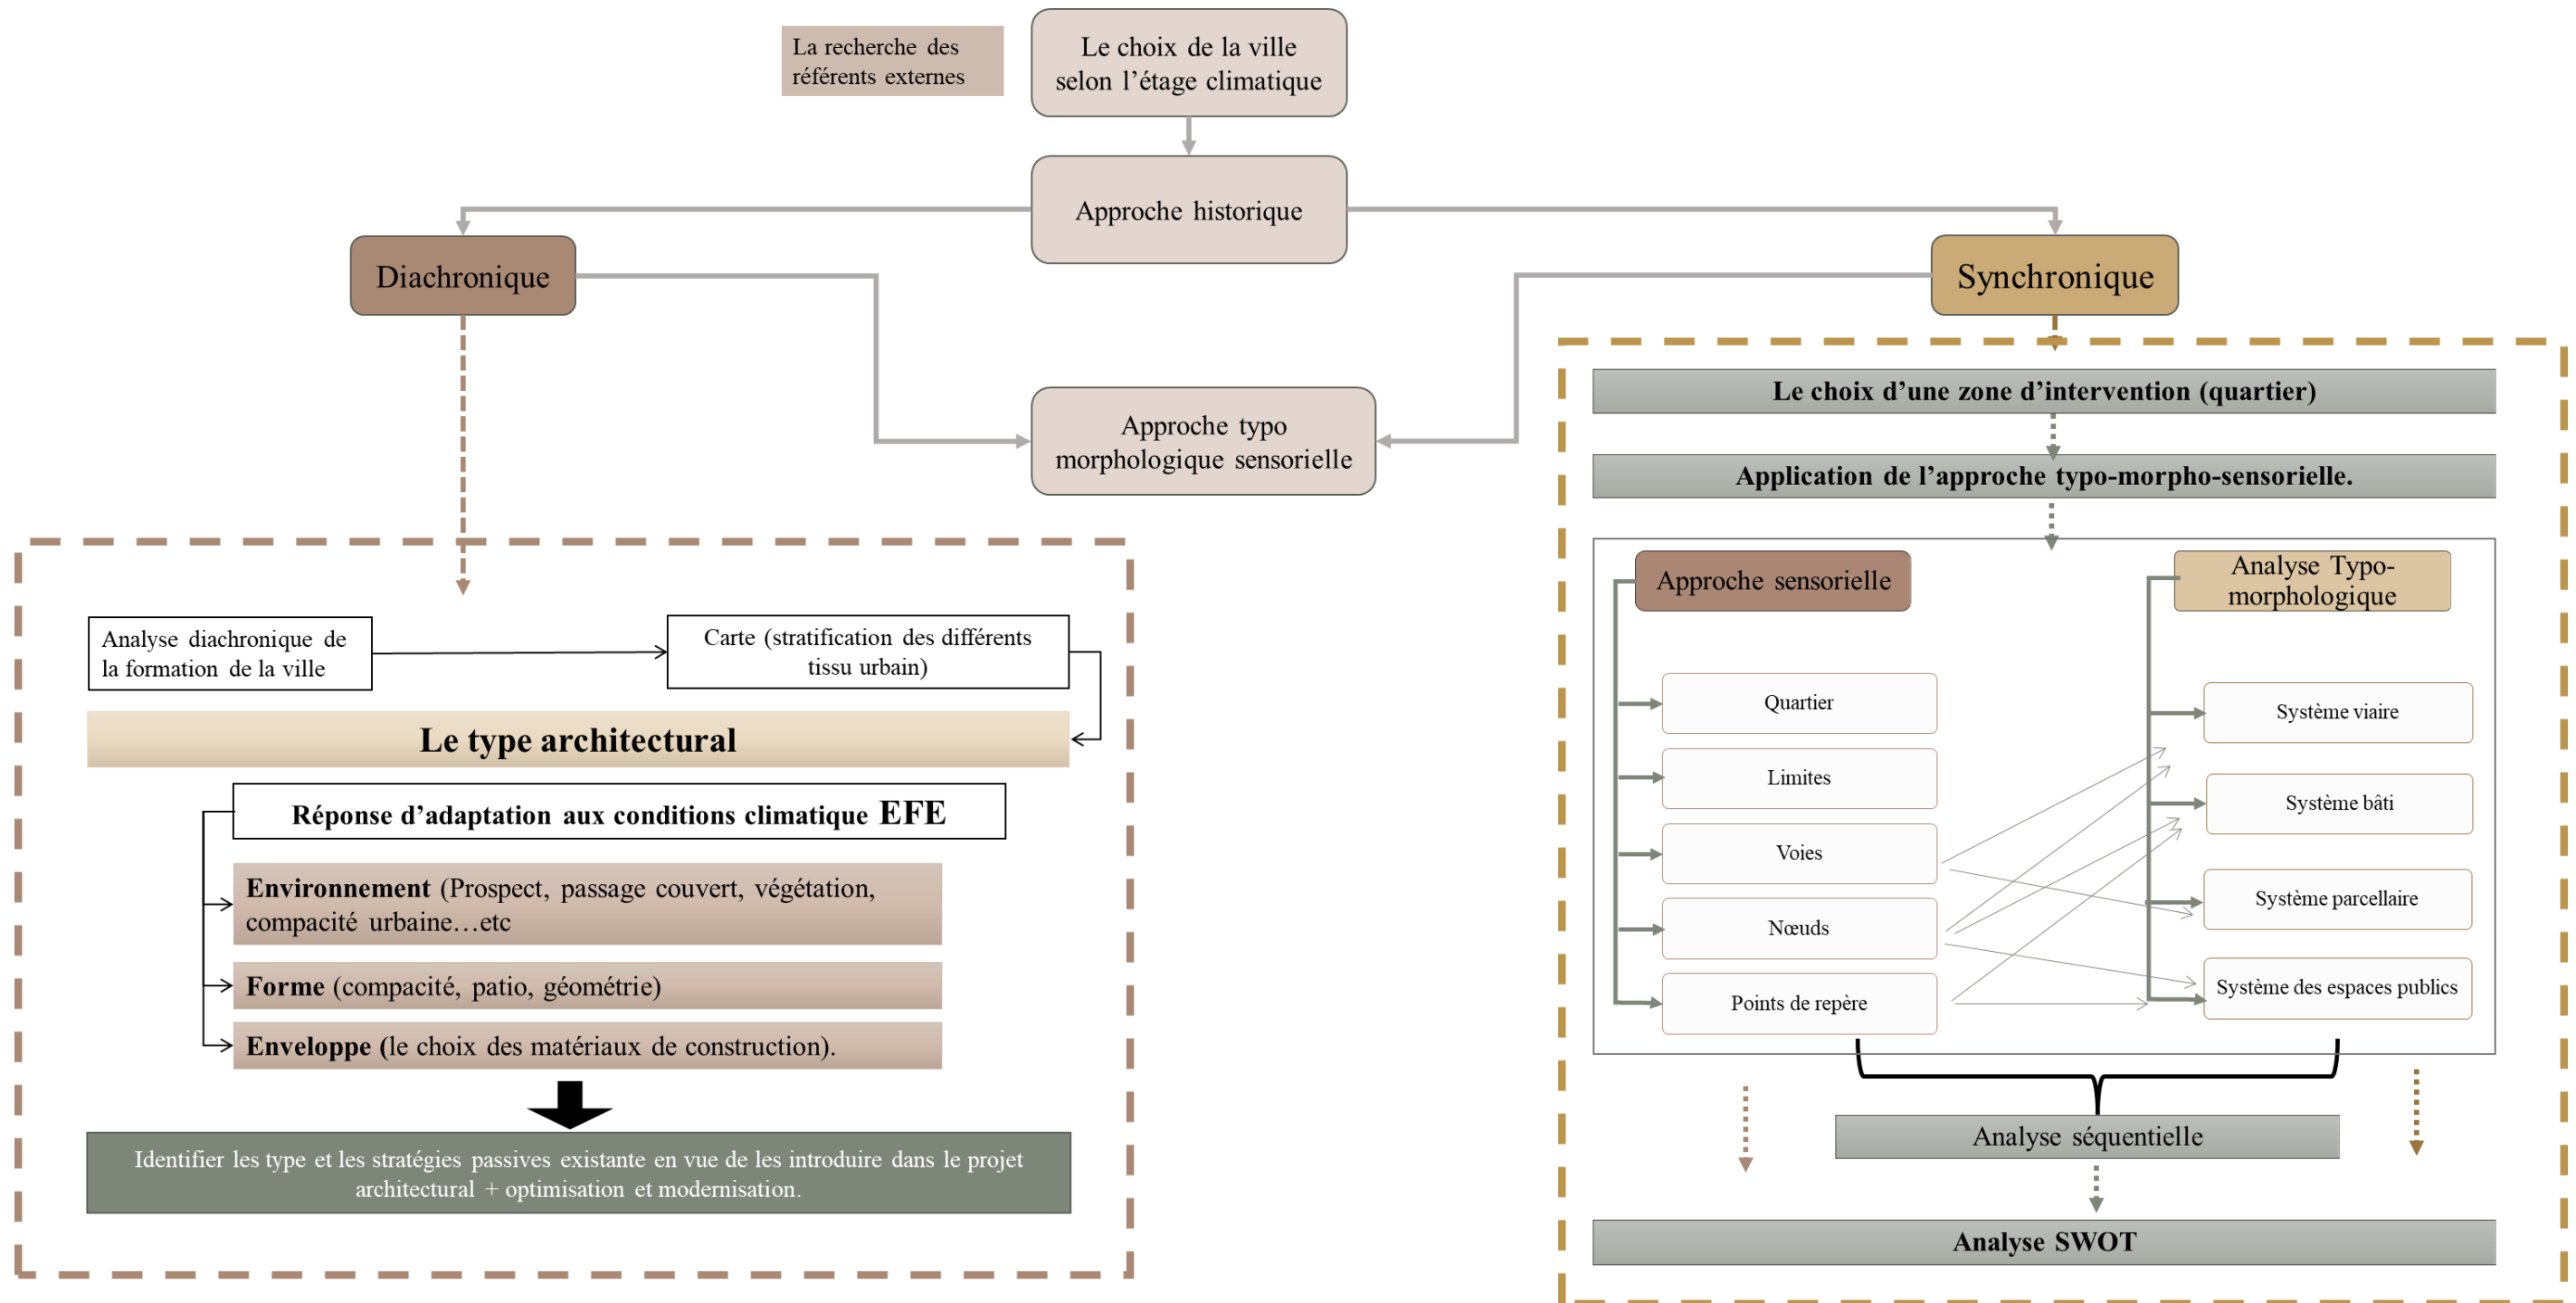 La recherche des
référents externes
Le choix de la ville
selon l’étage climatique
Approche historique
Diachronique
Synchronique
Approche typo
morphologique sensorielle
Analyse diachronique de
la formation de la ville
Carte (stratification des différents
tissu urbain)
Le type architectural
Réponse d’adaptation aux conditions climatique EFE
Environnement (Prospect, passage couvert, végétation,
compacité urbaine…etc
Forme (compacité, patio, géométrie)
Enveloppe (le choix des matériaux de construction).
Identifier les type et les stratégies passives existante en vue de les introduire dans le projet
architectural + optimisation et modernisation.
Le choix d’une zone d’intervention (quartier)
Application de l’approche typo-morpho-sensorielle.
Approche sensorielle
Quartier
Limites
Voies
Nœuds
Points de repère
Analyse Typo-
morphologique
Système viaire
Système bâti
Système parcellaire
Système des espaces publics
Analyse séquentielle
Analyse SWOT